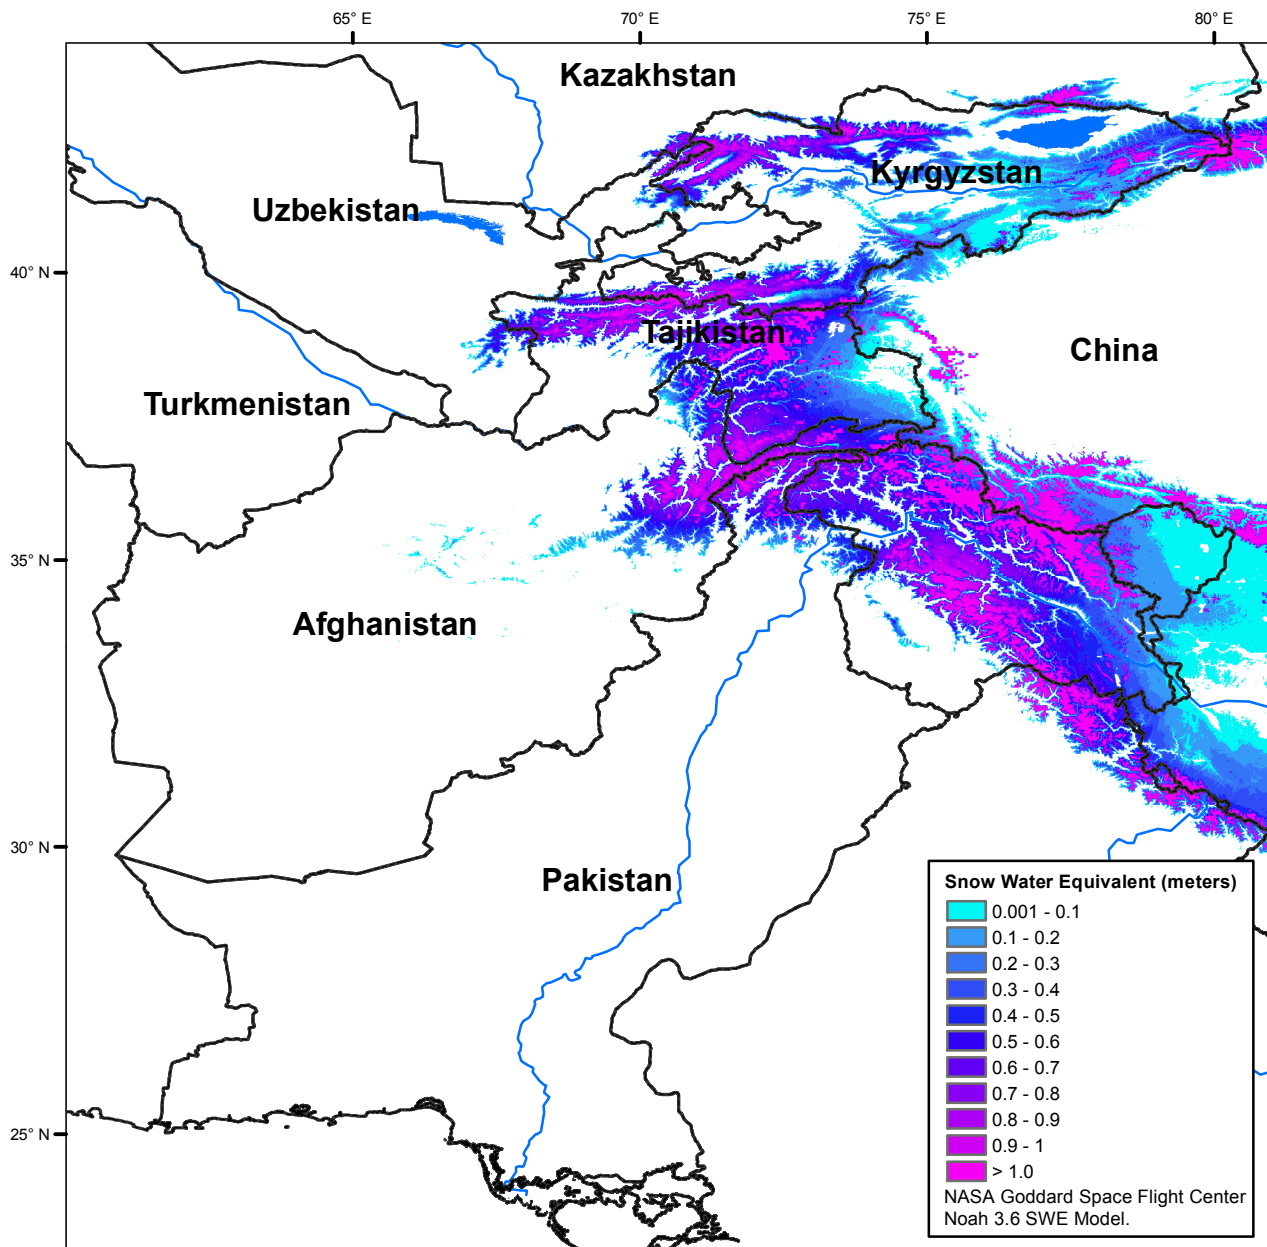 65° E
70° E
75° E
80° E
Kazakhstan
Kyrgyzstan
Uzbekistan
40° N
Tajikistan
China
Turkmenistan
35° N
Afghanistan
30° N
Pakistan
Snow Water Equivalent (meters)
0.001 - 0.1
0.1 - 0.2
0.2 - 0.3
0.3 - 0.4
0.4 - 0.5
0.5 - 0.6
0.6 - 0.7
0.7 - 0.8
0.8 - 0.9
0.9 - 1
> 1.0
25° N
NASA Goddard Space Flight Center
Noah 3.6 SWE Model.